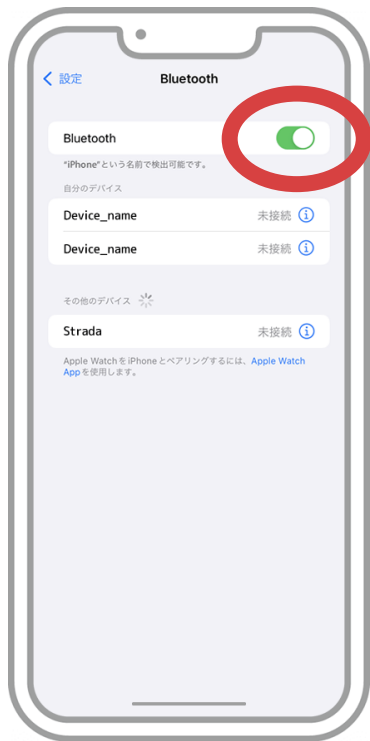 設定
Bluetooth
Bluetooth
"iPhone"という名前で検出可能です。
自分のデバイス
Device_name 未接続
Device_name 未接続
その他のデバイス
Strada 未接続
Apple WatchをiPhoneとペアリングするには、Apple Watch
Appを使用します。